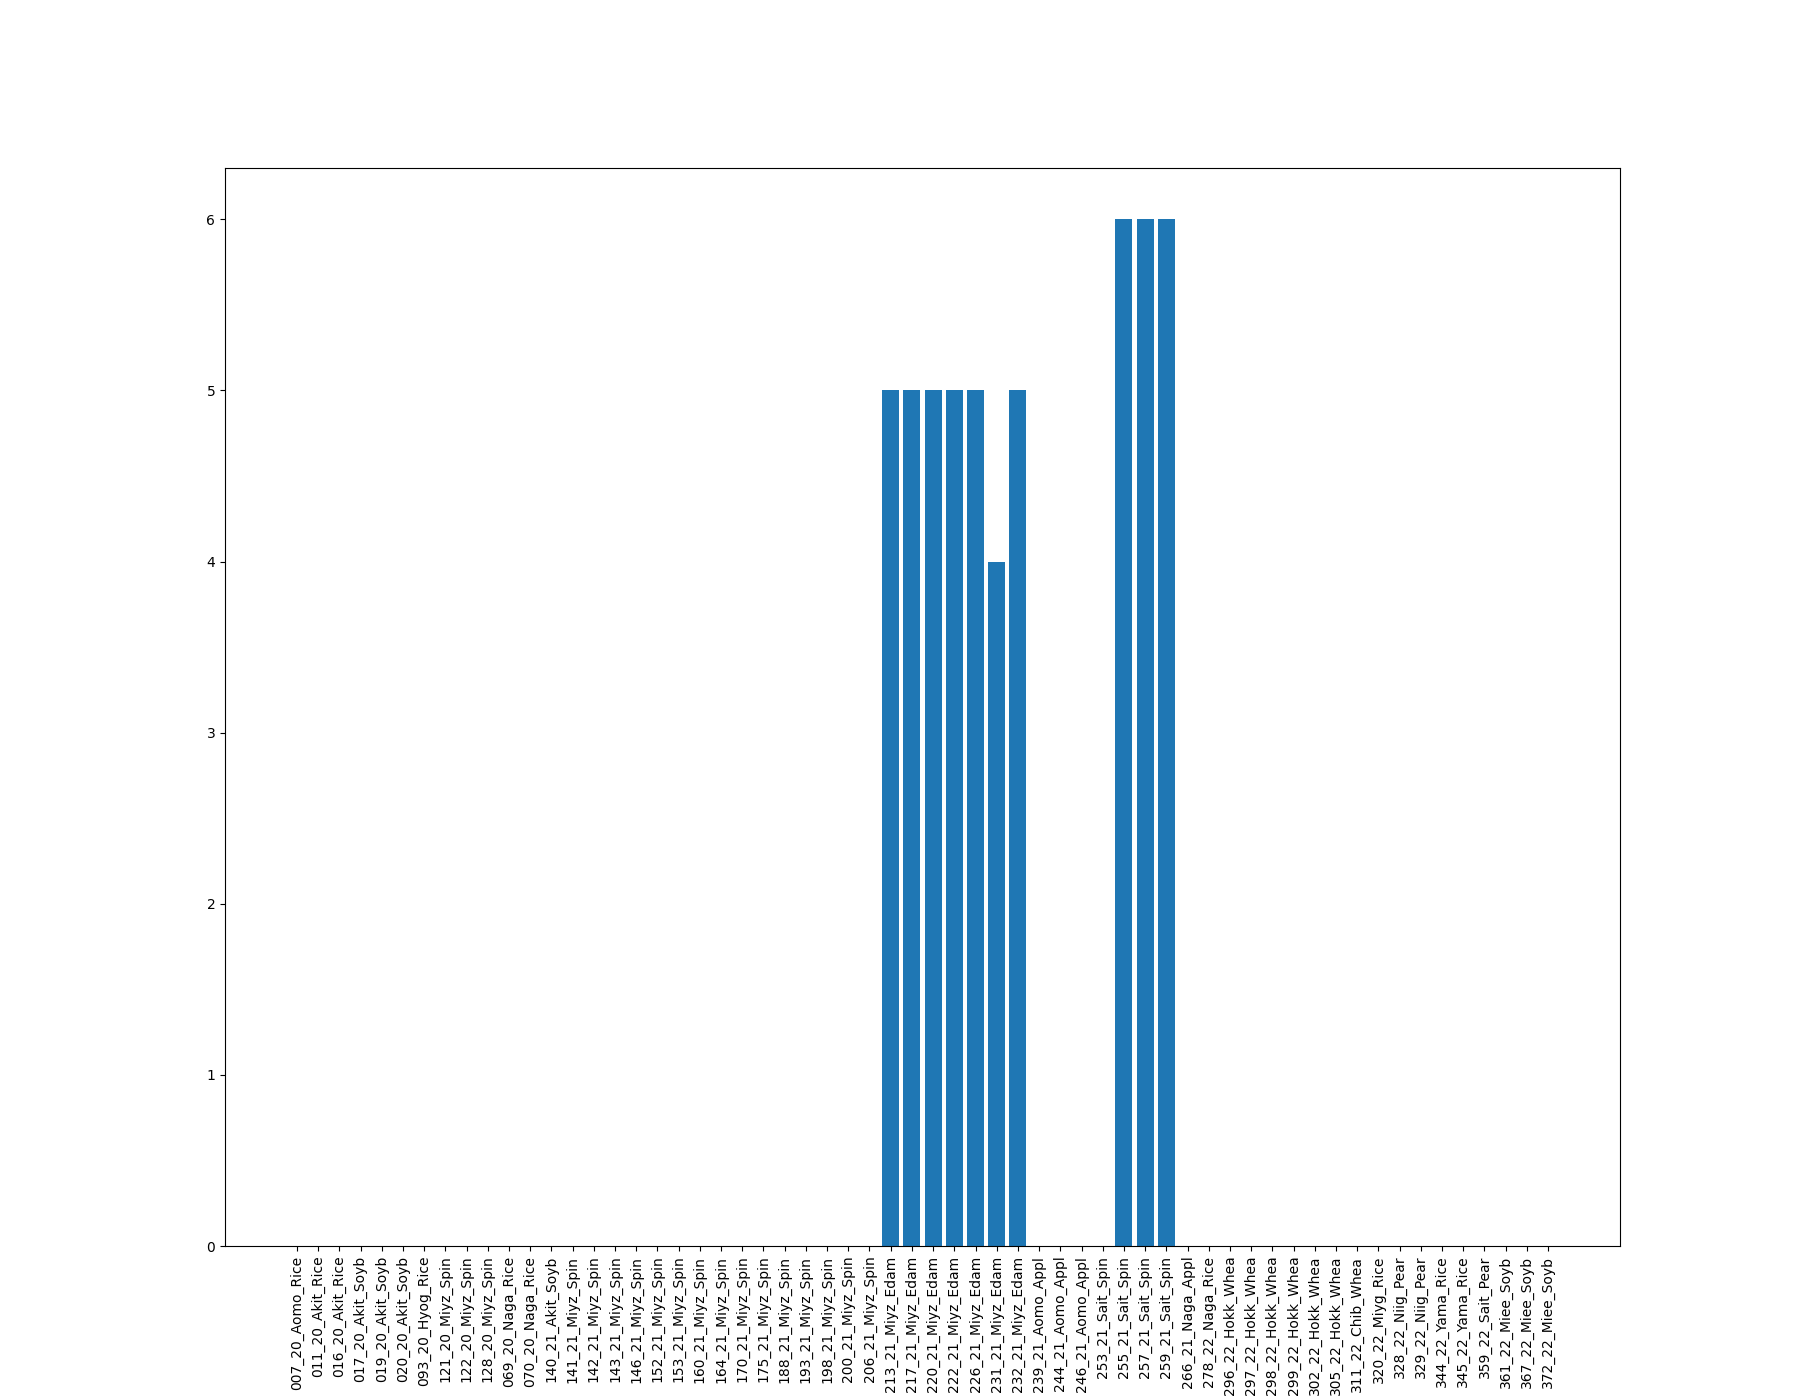 6
5
4
3
2
1
0
007_20_Aomo_Rice
011_20_Akit_Rice
016_20_Akit_Rice
017_20_Akit_Soyb
019_20_Akit_Soyb
020_20_Akit_Soyb
093_20_Hyog_Rice
121_20_Miyz_Spin
122_20_Miyz_Spin
128_20_Miyz_Spin
069_20_Naga_Rice
070_20_Naga_Rice
140_21_Akit_Soyb
141_21_Miyz_Spin
142_21_Miyz_Spin
143_21_Miyz_Spin
146_21_Miyz_Spin
152_21_Miyz_Spin
153_21_Miyz_Spin
160_21_Miyz_Spin
164_21_Miyz_Spin
170_21_Miyz_Spin
175_21_Miyz_Spin
188_21_Miyz_Spin
193_21_Miyz_Spin
198_21_Miyz_Spin
200_21_Miyz_Spin
206_21_Miyz_Spin
213_21_Miyz_Edam
217_21_Miyz_Edam
220_21_Miyz_Edam
222_21_Miyz_Edam
226_21_Miyz_Edam
231_21_Miyz_Edam
232_21_Miyz_Edam
239_21_Aomo_Appl
244_21_Aomo_Appl
246_21_Aomo_Appl
253_21_Sait_Spin
255_21_Sait_Spin
257_21_Sait_Spin
259_21_Sait_Spin
266_21_Naga_Appl
278_22_Naga_Rice
296_22_Hokk_Whea
297_22_Hokk_Whea
298_22_Hokk_Whea
299_22_Hokk_Whea
302_22_Hokk_Whea
305_22_Hokk_Whea
311_22_Chib_Whea
320_22_Miyg_Rice
328_22_Niig_Pear
329_22_Niig_Pear
344_22_Yama_Rice
345_22_Yama_Rice
359_22_Sait_Pear
361_22_Miee_Soyb
367_22_Miee_Soyb
372_22_Miee_Soyb